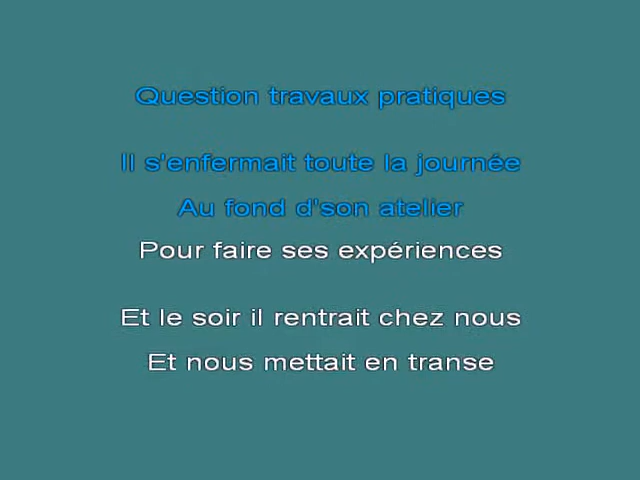 Question travaux pratiques
Il s'enfermait toute la journée
Au fond d'son atelier
Pour faire ses expériences
Et le soir il rentrait chez nous
Et nous mettait en transe